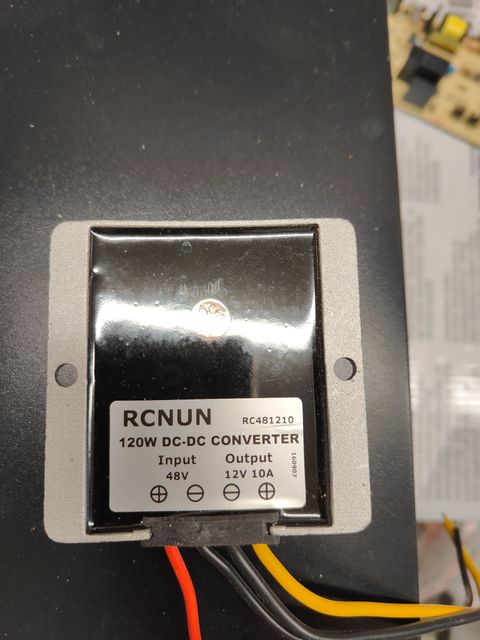 RCNUN RC481210
120W DC-DC CONVERTER
Input Output
48V 12V 10A
⊕ ⊖ ⊖ ⊕
160907